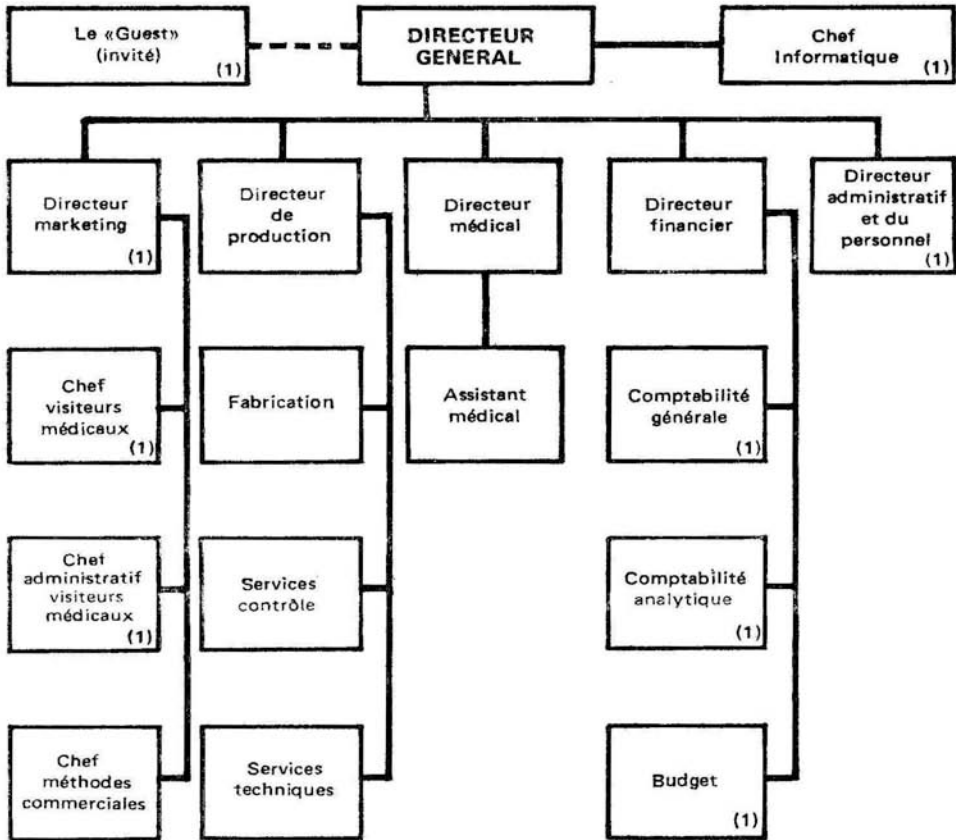 Le «Guest»
(invité)
(1)
DIRECTEUR
GENERAL
Chef
Informatique
(1)
Directeur
marketing
(1)
Directeur
de
production
Directeur
médical
Directeur
financier
Directeur
administratif
et du
personnel
(1)
Chef
visiteurs
médicaux
(1)
Fabrication
Assistant
médical
Comptabilité
générale
(1)
Chef
administratif
visiteurs
médicaux
(1)
Services
contrôle
Comptabilité
analytique
(1)
Chef
méthodes
commerciales
Services
techniques
Budget
(1)